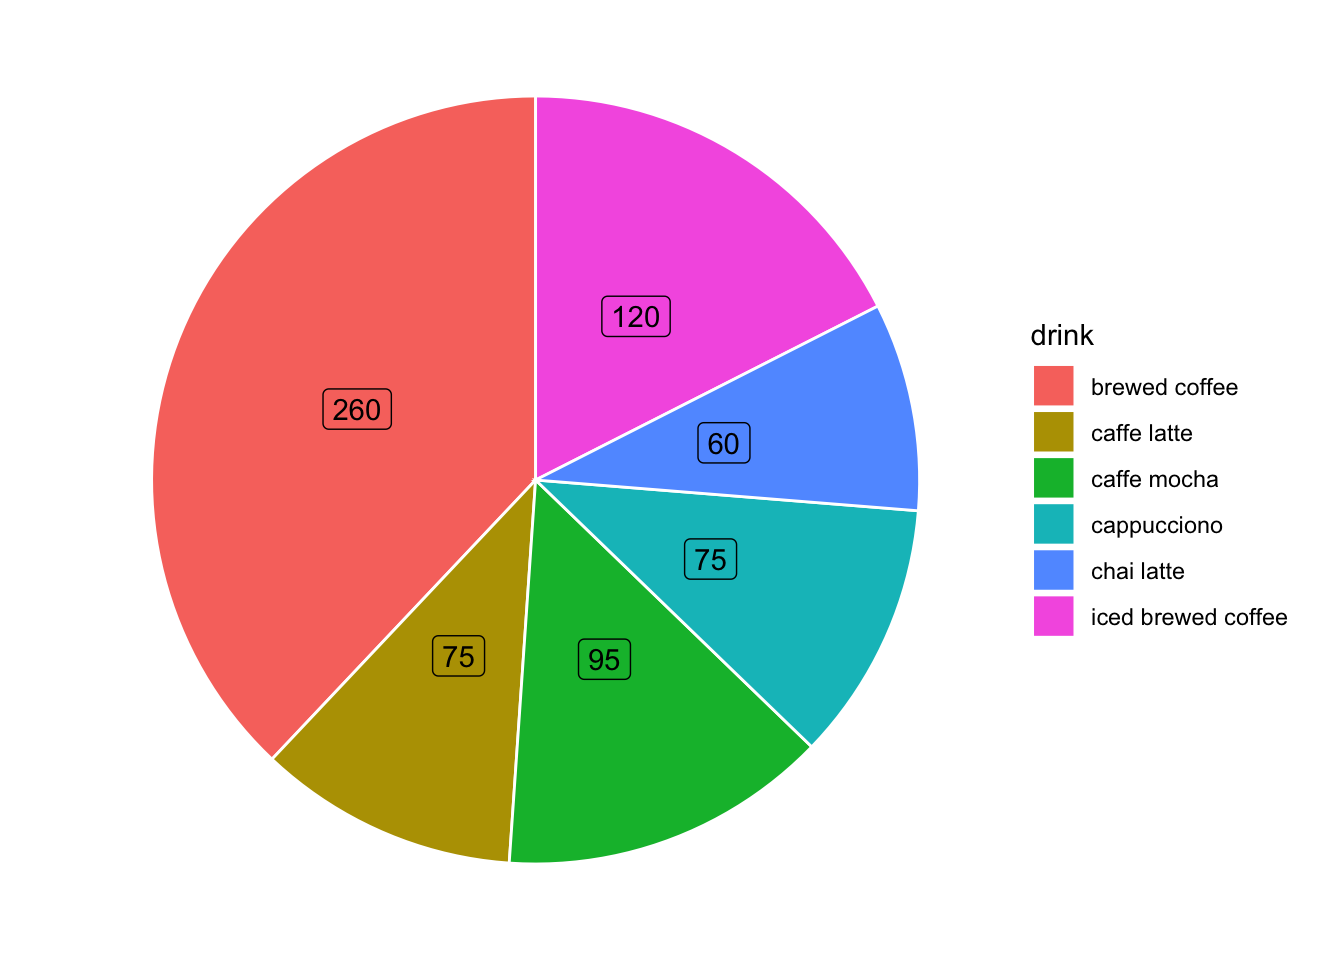 120
260
60
75
75
95
drink
brewed coffee
caffe latte
caffe mocha
cappucciono
chai latte
iced brewed coffee